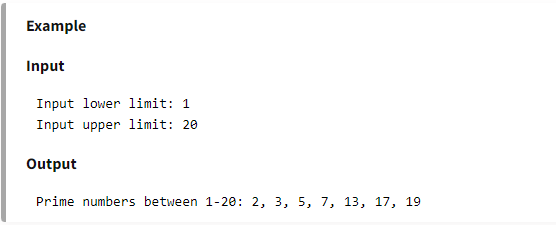 Example
Input
Input lower limit: 1
Input upper limit: 20
Output
Prime numbers between 1-20: 2, 3, 5, 7, 13, 17, 19